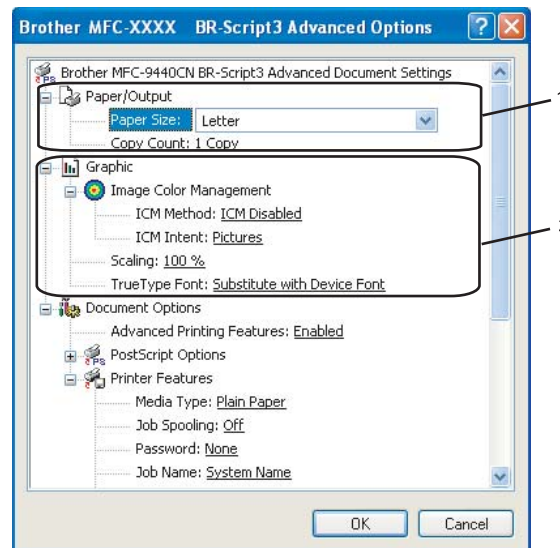 Brother MFC-XXXX BR-Script3 Advanced Options
Brother MFC-9440CN BR-Script3 Advanced Document Settings
Paper/Output
Paper Size: Letter
Copy Count: 1 Copy
1
Graphic
Image Color Management
ICM Method: ICM Disabled
ICM Intent: Pictures
Scaling: 100 %
TrueType Font: Substitute with Device Font
Document Options
Advanced Printing Features: Enabled
PostScript Options
Printer Features
Media Type: Plain Paper
Job Spooling: Off
Password: None
Job Name: System Name
OK Cancel